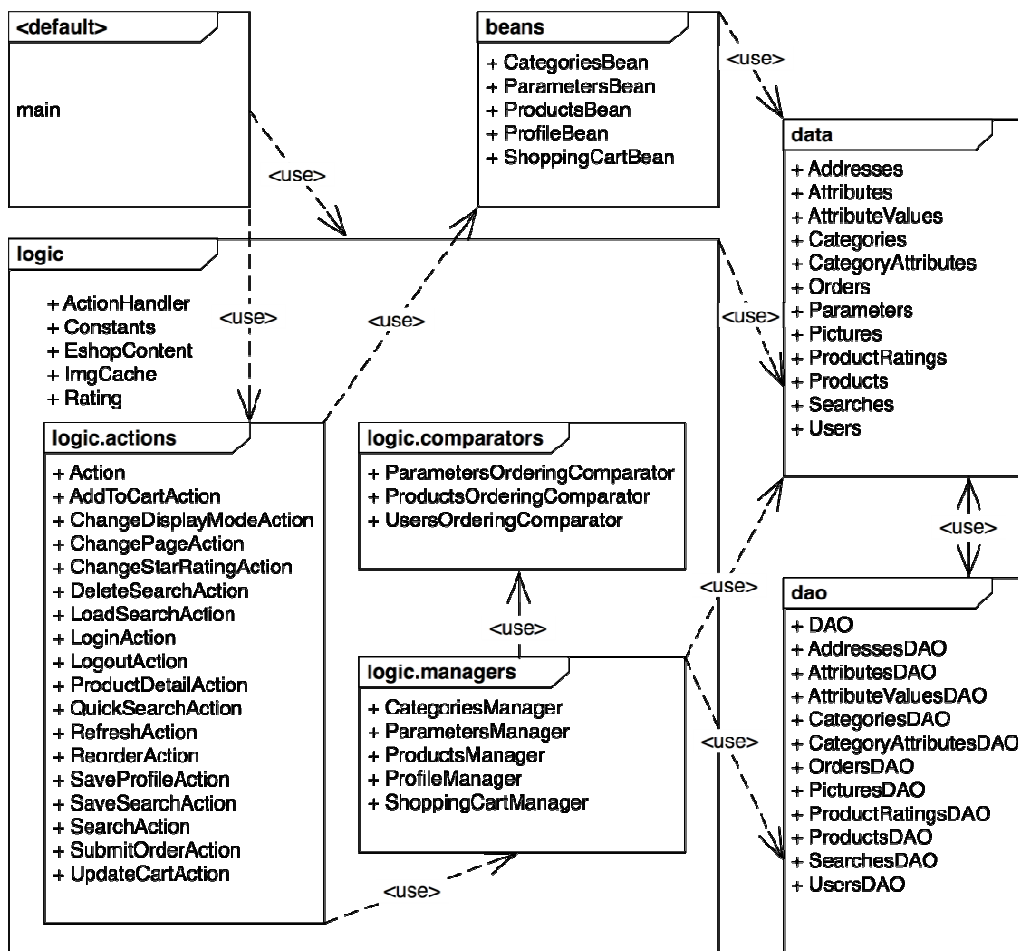 <default>
main
beans
+ CategoriesBean
+ ParametersBean
+ ProductsBean
+ ProfileBean
+ ShoppingCartBean
<use>
<use>
data
+ Addresses
+ Attributes
+ AttributeValues
+ Categories
+ CategoryAttributes
+ Orders
+ Parameters
+ Pictures
+ ProductRatings
+ Products
+ Searches
+ Users
logic
+ ActionHandler
+ Constants
+ EshopContent
+ ImgCache
+ Rating
<use>
<use>
<use>
logic.actions
+ Action
+ AddToCartAction
+ ChangeDisplayModeAction
+ ChangePageAction
+ ChangeStarRatingAction
+ DeleteSearchAction
+ LoadSearchAction
+ LoginAction
+ LogoutAction
+ ProductDetailAction
+ QuickSearchAction
+ RefreshAction
+ ReorderAction
+ SaveProfileAction
+ SaveSearchAction
+ SearchAction
+ SubmitOrderAction
+ UpdateCartAction
logic.comparators
+ ParametersOrderingComparator
+ ProductsOrderingComparator
+ UsersOrderingComparator
<use>
<use>
<use>
logic.managers
+ CategoriesManager
+ ParametersManager
+ ProductsManager
+ ProfileManager
+ ShoppingCartManager
<use>
<use>
dao
+ DAO
+ AddressesDAO
+ AttributesDAO
+ AttributeValuesDAO
+ CategoriesDAO
+ CategoryAttributesDAO
+ OrdersDAO
+ PicturesDAO
+ ProductRatingsDAO
+ ProductsDAO
+ SearchesDAO
+ UsersDAO